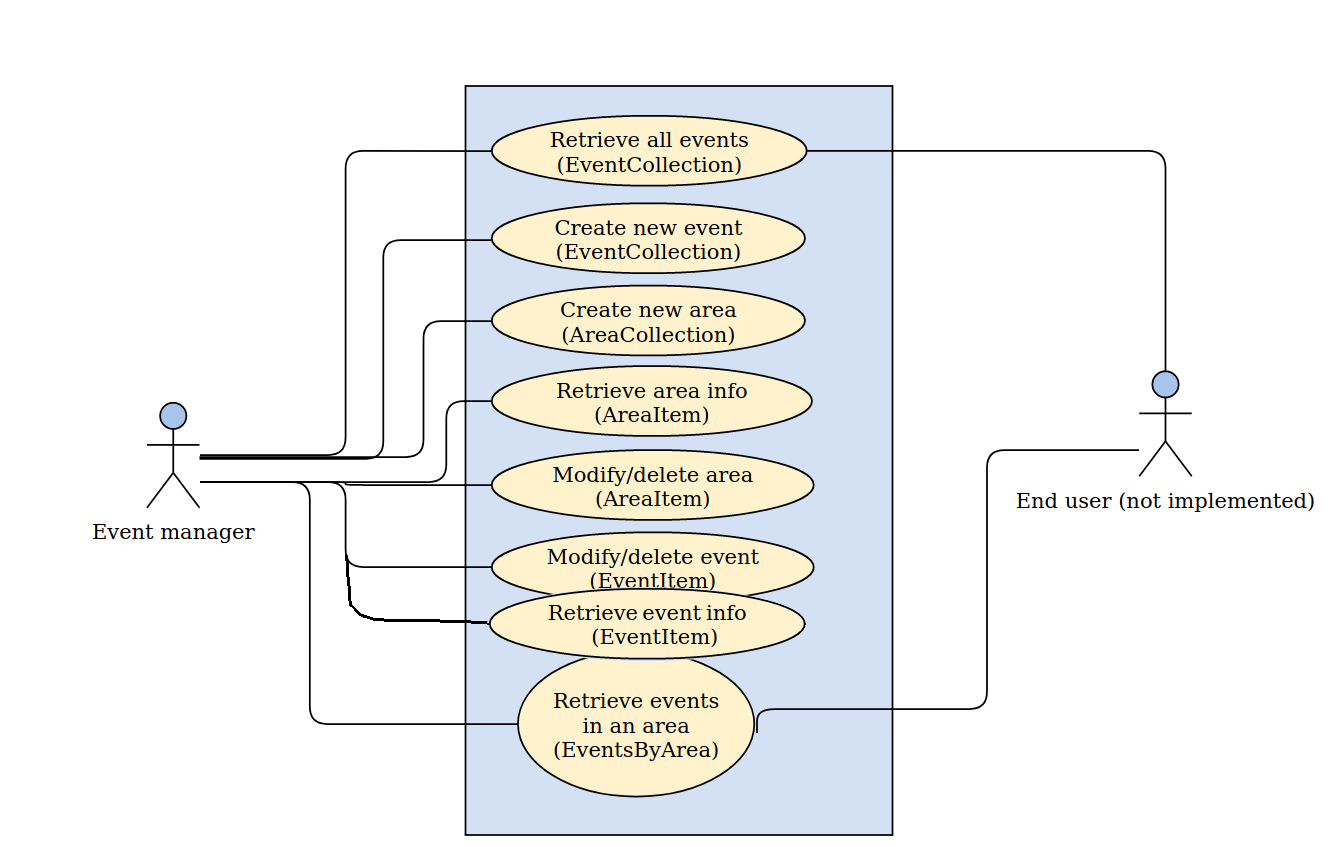 Retrieve all events
(EventCollection)
Create new event
(EventCollection)
Create new area
(AreaCollection)
Retrieve area info
(AreaItem)
Modify/delete area
(AreaItem)
Modify/delete event
(EventItem)
Retrieve event info
(EventItem)
Retrieve events
in an area
(EventsByArea)
Event manager
End user (not implemented)